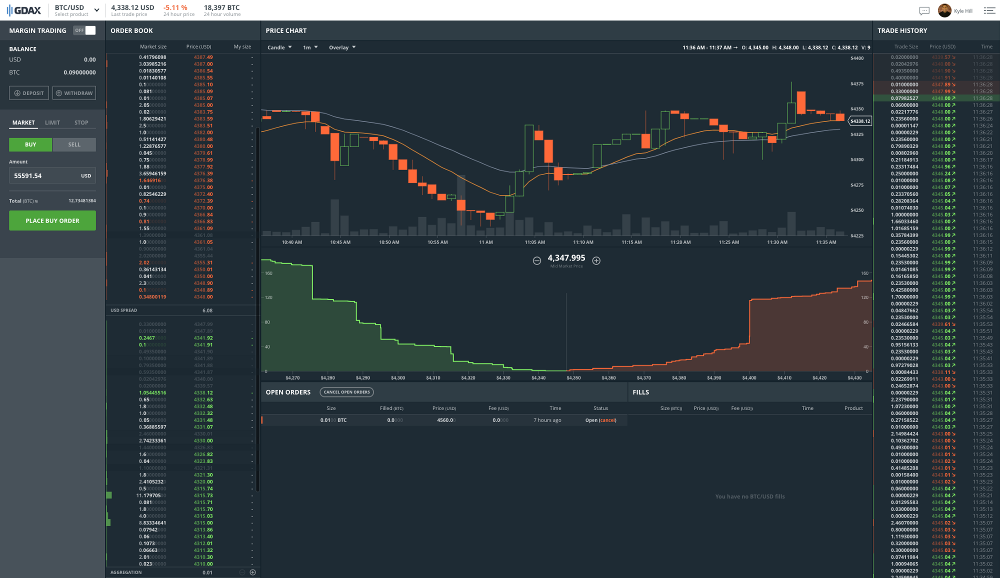 GDAX
BTC/USD
Select product
4,338.12 USD
Last trade price
-5.11 %
24 hour price
18,397 BTC
24 hour volume
Kyle Hill
MARGIN TRADING
OFF
BALANCE
USD 0.00
BTC 0.09000000
DEPOSIT
WITHDRAW
MARKET LIMIT STOP
BUY SELL
Amount
55591.54 USD
Total (BTC) ≈ 12.73481384
PLACE BUY ORDER
ORDER BOOK
Market size Price (USD) My size
0.41796098 4387.49 -
3.03985216 4387.00 -
0.01830577 4386.54 -
0.01140108 4385.55 -
0.10000000 4385.10 -
0.08100000 4385.09 -
0.01000000 4385.07 -
2.05000000 4385.00 -
0.02000000 4383.75 -
1.80629421 4383.59 -
2.50000000 4383.51 -
1.00000000 4382.00 -
0.51141427 4380.48 -
1.22876577 4380.00 -
0.04500000 4379.61 -
0.75000000 4378.99 -
1.88000000 4377.92 -
3.65946159 4376.39 -
1.64691600 4376.38 -
0.01000000 4375.00 -
0.82546229 4372.40 -
0.74000000 4372.39 -
0.10000000 4370.00 -
0.90000000 4366.84 -
0.81000000 4366.83 -
1.55000000 4361.09 -
1.39000000 4361.08 -
1.00000000 4361.05 -
0.90000000 4361.04 -
2.02000000 4355.44 -
2.02000000 4355.31 -
0.36143134 4350.01 -
0.04100000 4350.00 -
2.30000000 4348.90 -
0.10000000 4348.89 -
0.34800119 4348.00 -
USD SPREAD 6.08
0.33000000 4347.99 -
0.01000000 4347.89 -
0.24670000 4341.92 -
0.10000000 4341.91 -
0.49350000 4341.90 -
0.10000000 4341.89 -
0.79350000 4341.88 -
0.59350000 4341.87 -
0.02042976 4340.00 -
0.02000000 4339.57 -
1.05445516 4338.12 -
0.65000000 4332.63 -
1.80000000 4332.48 -
1.00000000 4332.32 -
0.05000000 4331.48 -
0.36885597 4331.07 -
2.46000000 4330.01 -
2.74233361 4330.00 -
1.44000000 4326.83 -
1.60000000 4326.82 -
0.04000000 4323.83 -
1.10000000 4321.31 -
1.80000000 4321.30 -
2.41052320 4320.00 -
0.50000000 4315.74 -
11.17970500 4315.73 -
0.08100000 4315.71 -
1.80000000 4315.70 -
4.00000000 4315.03 -
8.83334641 4315.00 -
0.07942000 4313.86 -
0.06000000 4313.40 -
0.10730000 4312.01 -
0.06663000 4311.32 -
2.01000000 4310.30 -
0.02300000 4310.00 -
AGGREGATION 0.01
PRICE CHART
Candle 1m Overlay
11:36 AM - 11:37 AM → O: 4,345.00 H: 4,348.00 L: 4,338.12 C: 4,338.12 V: 9
$4400
$4375
$4350
$4338.12
$4325
$4300
$4275
$4250
$4225
10:40 AM 10:45 AM 10:50 AM 10:55 AM 11 AM 11:05 AM 11:10 AM 11:15 AM 11:20 AM 11:25 AM 11:30 AM 11:35 AM
4,347.995
Mid Market Price
160 160
120 120
80 80
40 40
0 0
$4,270 $4,280 $4,290 $4,300 $4,310 $4,320 $4,330 $4,340 $4,350 $4,360 $4,370 $4,380 $4,390 $4,400 $4,410 $4,420 $4,430
OPEN ORDERS
CANCEL OPEN ORDERS
Size Filled (BTC) Price (USD) Fee (USD) Time Status
0.0100 BTC 0.0000 4560.00 0.0000 7 hours ago Open (cancel)
FILLS
Size (BTC)) Price (USD)) Fee (USD)) Time Product
You have no BTC/USD fills
TRADE HISTORY
Trade Size Price (USD) Time
0.02000000 4339.57 ↘ 11:36:28
0.02042976 4340.00 ↘ 11:36:28
0.49350000 4341.90 ↘ 11:36:28
0.40000000 4341.91 ↘ 11:36:28
0.01000000 4347.89 ↘ 11:36:28
0.33000000 4347.99 ↘ 11:36:28
0.07982527 4348.00 ↗ 11:36:28
0.06000000 4348.00 ↗ 11:36:28
0.02217776 4348.00 ↗ 11:36:27
0.23560000 4348.00 ↗ 11:36:26
0.00001147 4348.00 ↗ 11:36:24
0.00000229 4348.00 ↗ 11:36:22
0.23560000 4348.00 ↗ 11:36:21
0.79890329 4348.00 ↗ 11:36:21
0.00802960 4348.00 ↗ 11:36:20
0.21184913 4348.00 ↗ 11:36:17
0.23317484 4344.96 ↗ 11:36:16
0.25000000 4346.24 ↗ 11:36:16
0.01000000 4345.08 ↗ 11:36:16
0.01000000 4345.07 ↗ 11:36:16
0.23370560 4345.05 ↗ 11:36:16
0.28208364 4345.04 ↗ 11:36:16
0.01074030 4345.04 ↗ 11:36:16
1.00000000 4345.03 ↗ 11:36:16
1.66033460 4345.00 ↗ 11:36:16
1.01685159 4345.00 ↗ 11:36:16
0.35784399 4344.99 ↗ 11:36:16
0.23560000 4345.00 ↗ 11:36:15
0.00000229 4344.99 ↗ 11:36:12
0.15445302 4345.00 ↗ 11:36:11
0.23530000 4344.99 ↗ 11:36:09
0.01461085 4344.99 ↗ 11:36:09
0.16165850 4345.00 ↗ 11:36:08
0.23530000 4345.00 ↗ 11:36:03
0.42580000 4345.00 ↗ 11:36:03
1.70000000 4344.99 ↗ 11:36:03
0.00000229 4345.00 ↗ 11:36:02
0.04847662 4345.03 ↗ 11:35:54
0.23530000 4345.03 ↗ 11:35:54
0.02466584 4339.61 ↘ 11:35:53
0.00000229 4345.04 ↗ 11:35:51
0.23530000 4345.03 ↗ 11:35:49
0.95156133 4345.04 ↗ 11:35:43
0.23530000 4345.03 ↗ 11:35:43
0.00000229 4345.04 ↗ 11:35:41
0.97279028 4345.03 ↗ 11:35:33
0.00084433 4338.11 ↘ 11:35:33
0.02269911 4343.00 ↘ 11:35:33
0.24652874 4343.00 ↘ 11:35:33
0.00000229 4345.04 ↗ 11:35:31
2.23790000 4345.01 ↗ 11:35:31
1.07230000 4345.00 ↗ 11:35:31
0.06000000 4345.04 ↗ 11:35:28
0.27158522 4345.04 ↗ 11:35:27
0.01000000 4345.03 ↗ 11:35:27
2.14984424 4343.00 ↘ 11:35:25
0.10362702 4343.00 ↘ 11:35:24
0.49300000 4343.01 ↘ 11:35:24
0.01000000 4343.01 ↘ 11:35:24
0.01000000 4343.02 ↘ 11:35:24
0.41485208 4343.01 ↘ 11:35:23
0.00158400 4343.01 ↘ 11:35:23
0.01000000 4343.02 ↘ 11:35:23
0.06000000 4345.04 ↗ 11:35:22
0.00000229 4345.04 ↗ 11:35:21
0.01295583 4345.04 ↗ 11:35:14
0.03000000 4345.04 ↗ 11:35:13
0.00000229 4345.04 ↗ 11:35:12
2.46070000 4345.02 ↘ 11:35:07
0.80000000 4345.03 ↘ 11:35:07
1.11930000 4345.03 ↘ 11:35:07
0.32000000 4345.03 ↘ 11:35:07
0.30000000 4345.03 ↘ 11:35:07
0.07411984 4345.04 ↗ 11:35:07
1.00094065 4345.04 ↗ 11:35:02
0.00000229 4345.04 ↗ 11:35:02
2.24599945 4345.04 ↗ 11:34:59